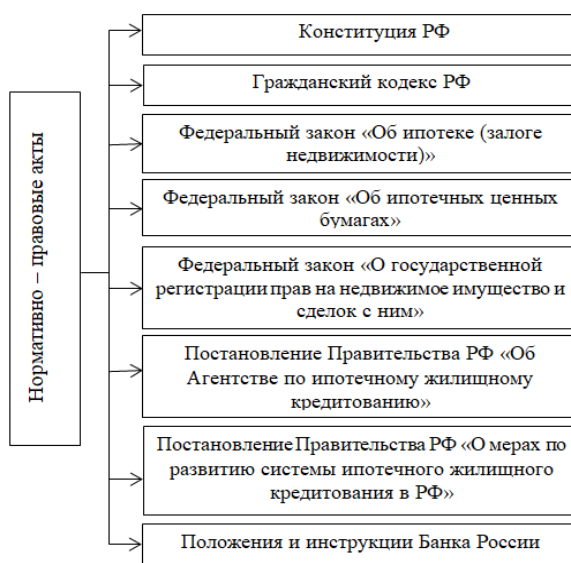 Нормативно – правовые акты
Конституция РФ
Гражданский кодекс РФ
Федеральный закон «Об ипотеке (залоге
недвижимости)»
Федеральный закон «Об ипотечных ценных
бумагах»
Федеральный закон «О государственной
регистрации прав на недвижимое имущество и
сделок с ним»
Постановление Правительства РФ «Об
Агентстве по ипотечному жилищному
кредитованию»
Постановление Правительства РФ «О мерах по
развитию системы ипотечного жилищного
кредитования в РФ»
Положения и инструкции Банка России